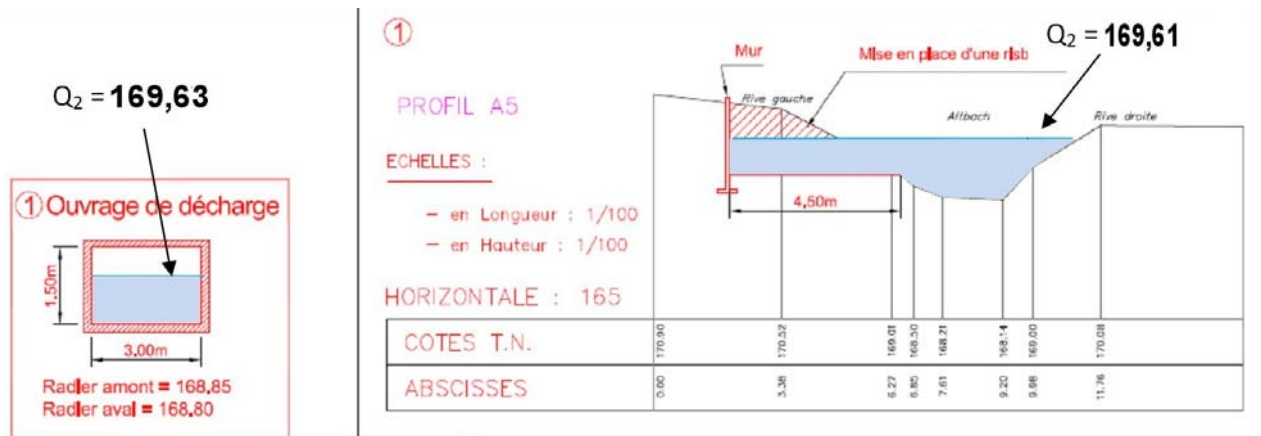 Q₂ = 169,63
① Ouvrage de décharge
1,50m
3,00m
Radier amont = 168,85
Radier aval = 168,80
①
PROFIL A5
ECHELLES :
- en Longueur : 1/100
- en Hauteur : 1/100
HORIZONTALE : 165
Mur
Mise en place d'une risb
Q₂ = 169,61
Rive gauche
Altbach
Rive droite
4,50m
COTES T.N. 170.90 170.52 169.01 168.50 168.21 168.14 169.00 170.08
ABSCISSES 0.00 3.38 6.27 6.85 7.61 9.20 9.98 11.76